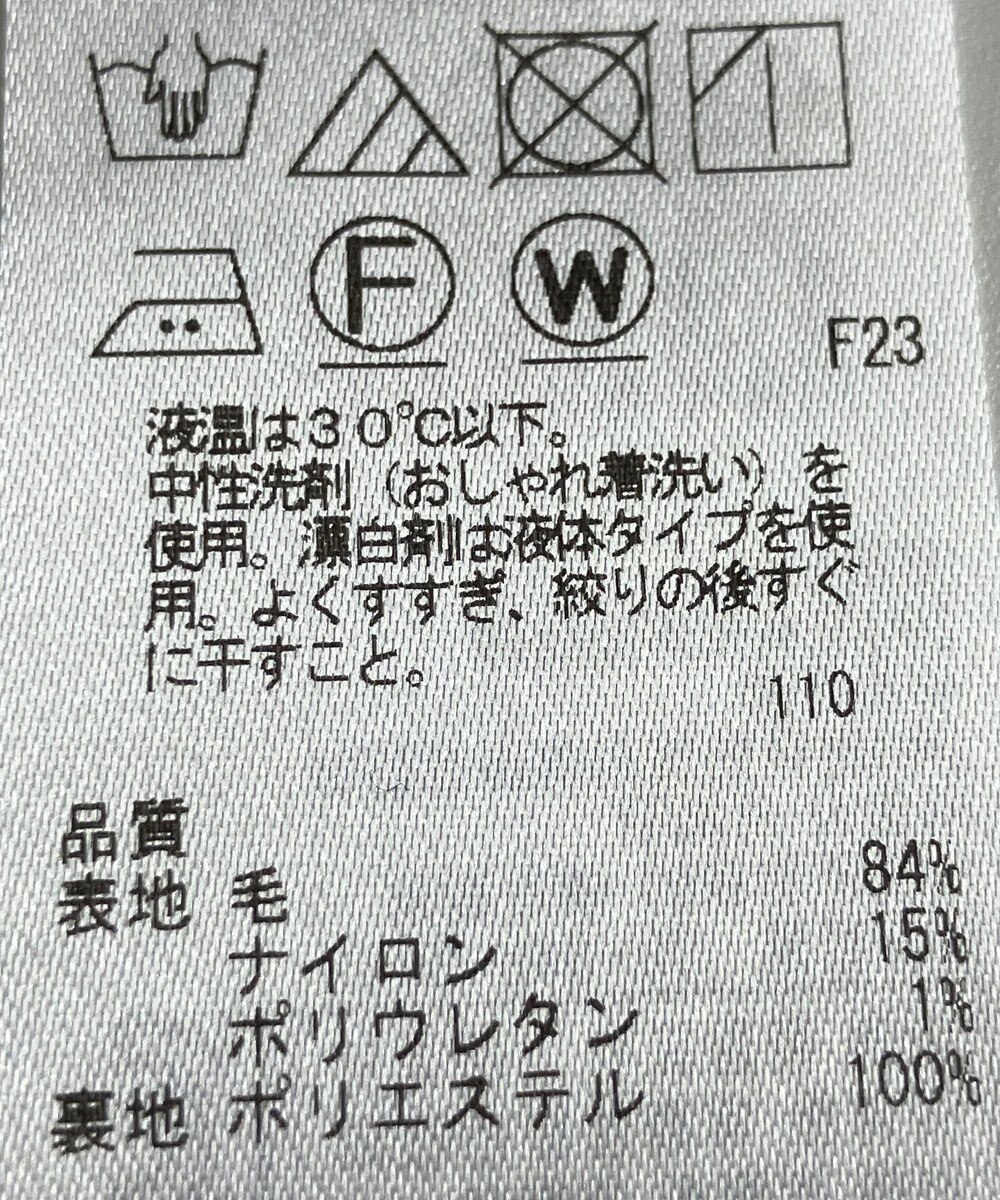 F W
F23
液温は30℃以下。
中性洗剤（おしゃれ着洗い）を
使用。漂白剤は液体タイプを使
用。よくすすぎ、絞りの後すぐ
に干すこと。
110
品質
表地 毛 84%
ナイロン 15%
ポリウレタン 1%
裏地 ポリエステル 100%